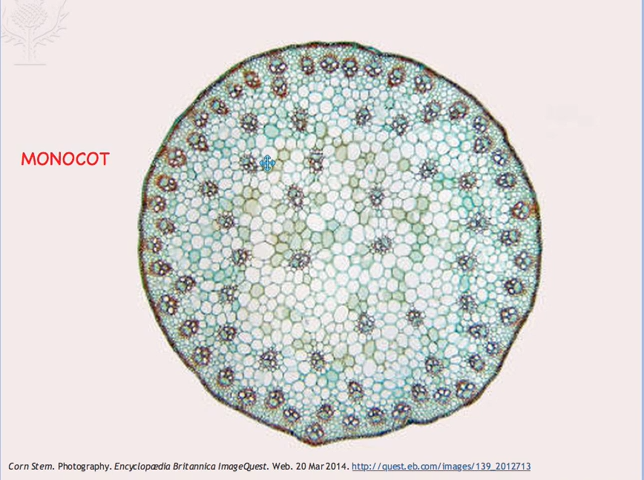 MONOCOT
Corn Stem. Photography. Encyclopædia Britannica ImageQuest. Web. 20 Mar 2014. http://quest.eb.com/images/139_2012713